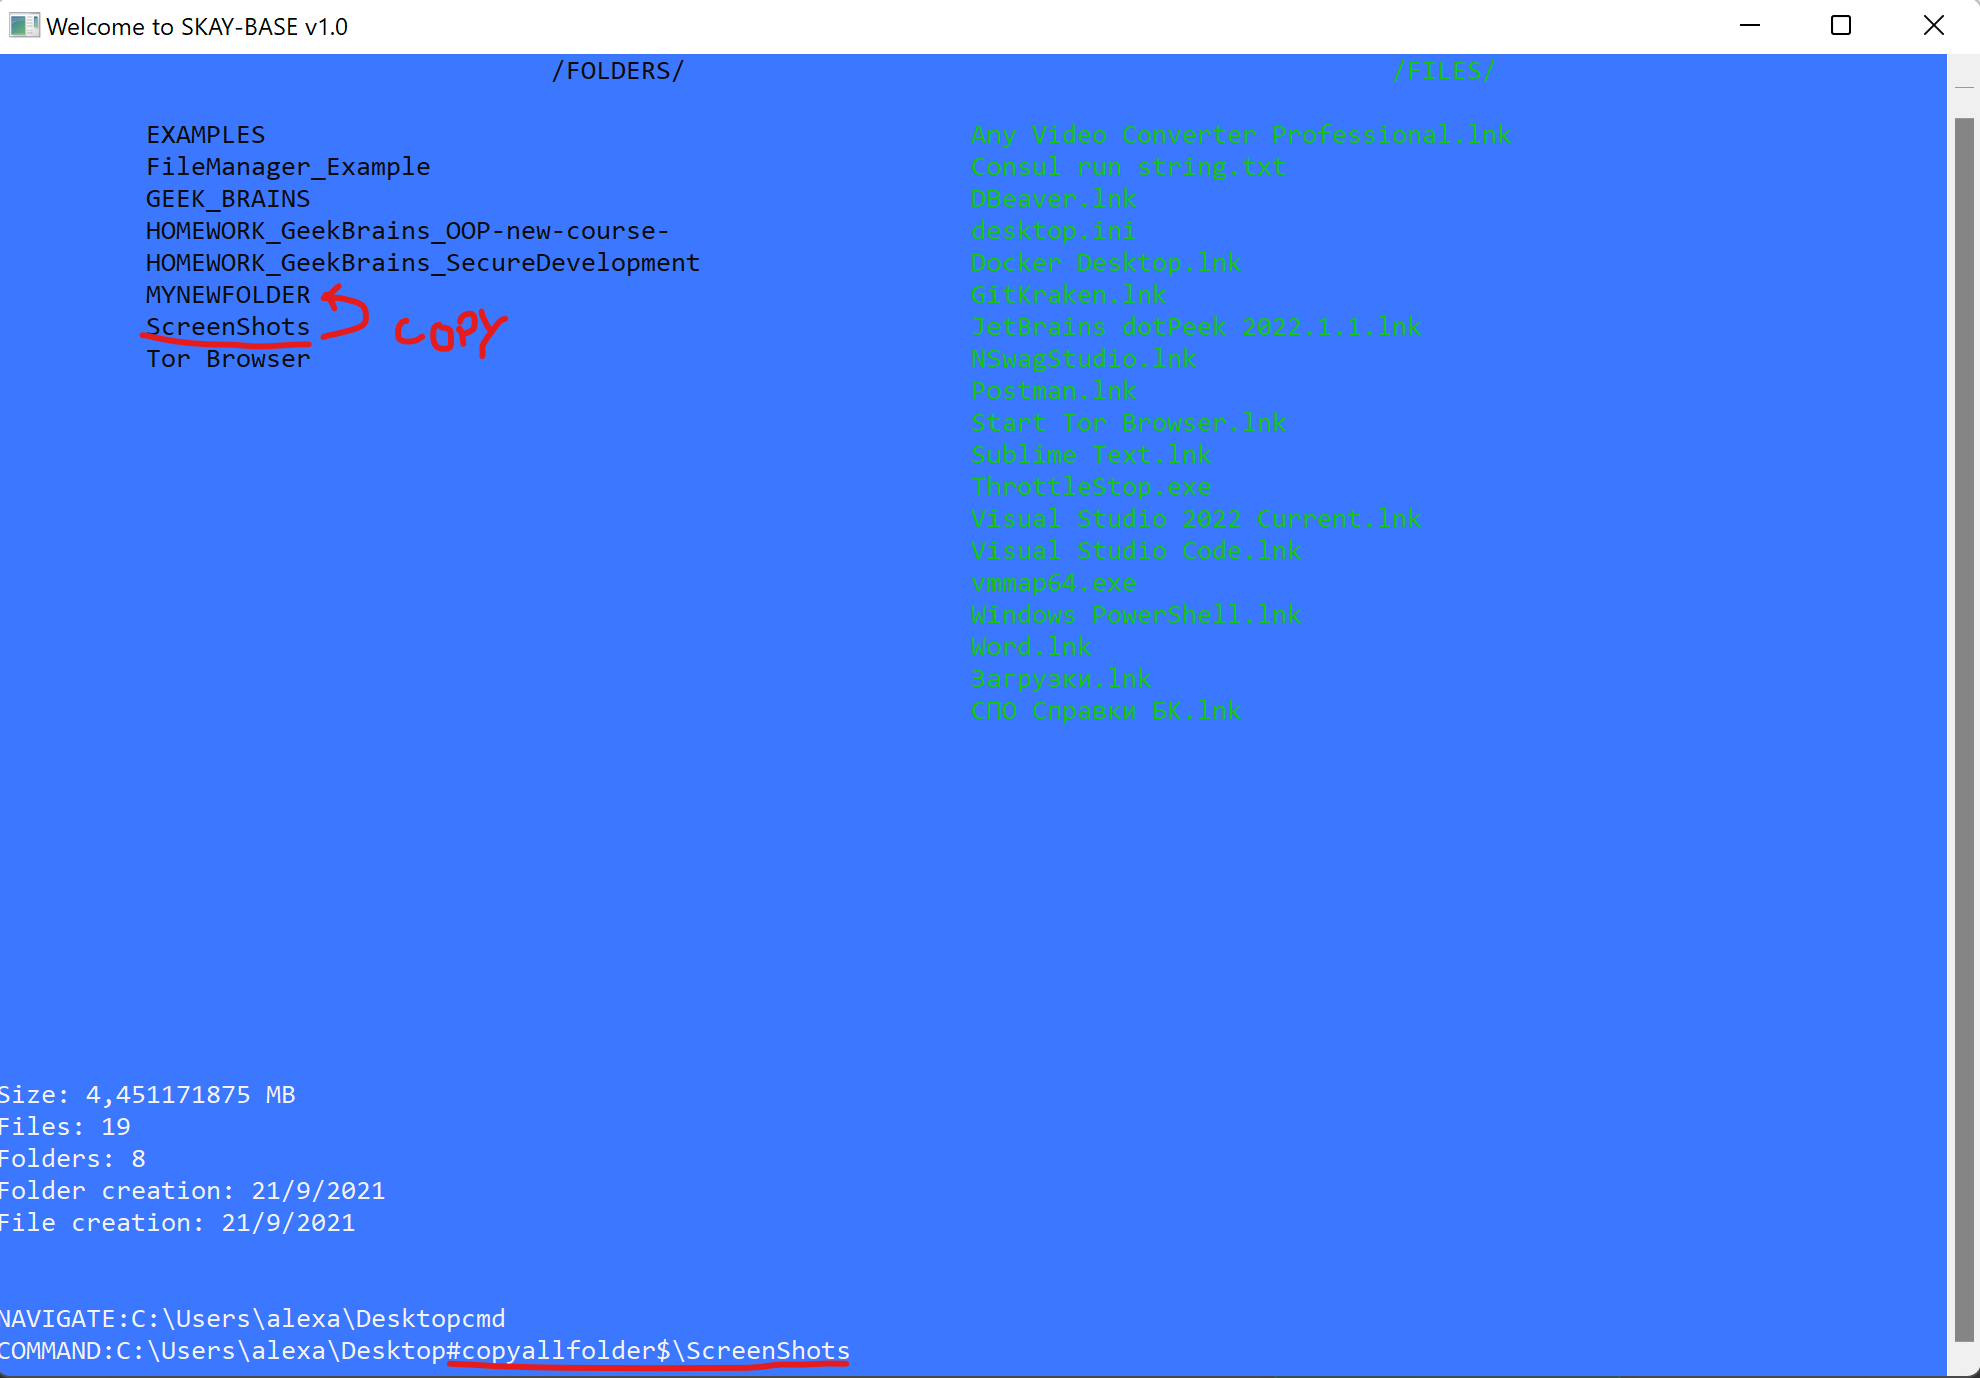 Welcome to SKAY-BASE v1.0
/FOLDERS/
EXAMPLES
FileManager_Example
GEEK_BRAINS
HOMEWORK_GeekBrains_OOP-new-course-
HOMEWORK_GeekBrains_SecureDevelopment
MYNEWFOLDER
ScreenShots
COPY
Tor Browser
/FILES/
Any Video Converter Professional.lnk
Consul run string.txt
DBeaver.lnk
desktop.ini
Docker Desktop.lnk
GitKraken.lnk
JetBrains dotPeek 2022.1.1.lnk
NSwagStudio.lnk
Postman.lnk
Start Tor Browser.lnk
Sublime Text.lnk
ThrottleStop.exe
Visual Studio 2022 Current.lnk
Visual Studio Code.lnk
vmmap64.exe
Windows PowerShell.lnk
Word.lnk
Загрузки.lnk
СПО Справки БК.lnk
Size: 4,451171875 MB
Files: 19
Folders: 8
Folder creation: 21/9/2021
File creation: 21/9/2021
NAVIGATE:C:\Users\alexa\Desktopcmd
COMMAND:C:\Users\alexa\Desktop#copyallfolder$\ScreenShots